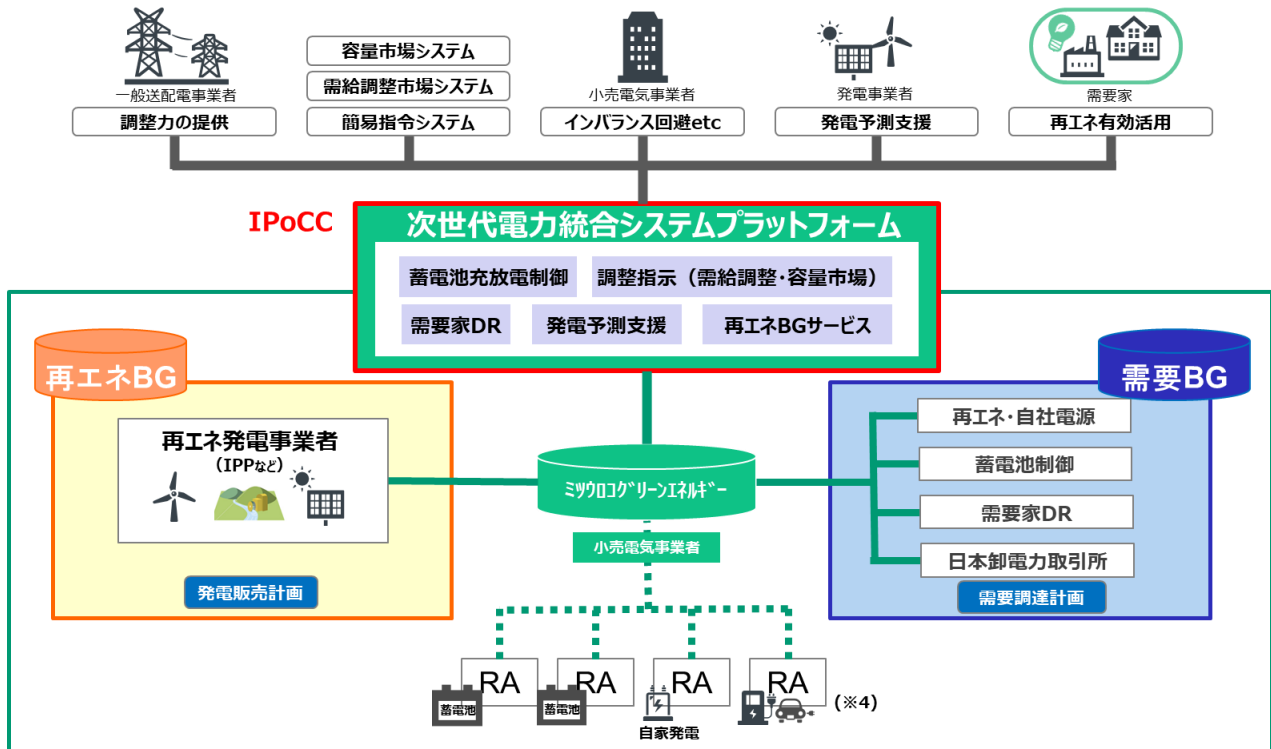 一般送配電事業者
調整力の提供
容量市場システム
需給調整市場システム
簡易指令システム
小売電気事業者
インバランス回避etc
発電事業者
発電予測支援
需要家
再エネ有効活用
IPoCC
次世代電力統合システムプラットフォーム
蓄電池充放電制御
調整指示（需給調整・容量市場）
需要家DR
発電予測支援
再エネBGサービス
再エネBG
再エネ発電事業者
（IPPなど）
発電販売計画
ﾐﾂｳﾛｺｸﾞﾘｰﾝｴﾈﾙｷﾞｰ
小売電気事業者
需要BG
再エネ・自社電源
蓄電池制御
需要家DR
日本卸電力取引所
需要調達計画
RA
蓄電池
RA
蓄電池
RA
自家発電
RA
(※4)